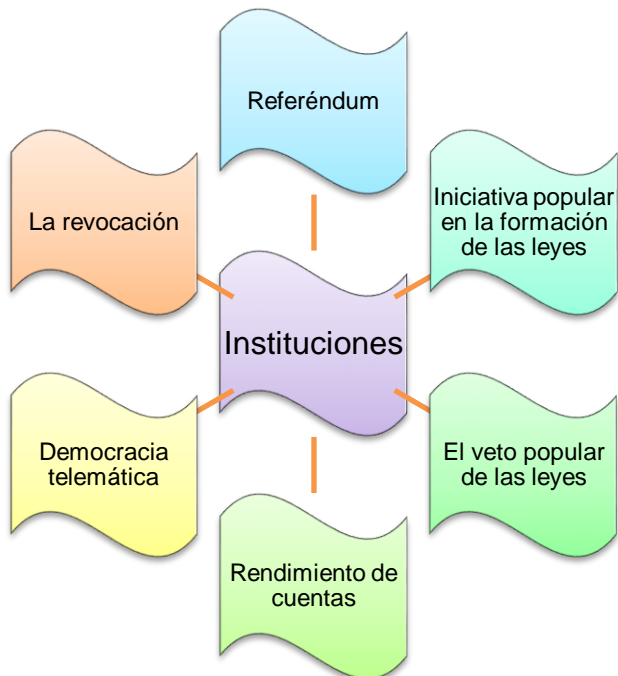 Referéndum
La revocación
Iniciativa popular
en la formación
de las leyes
Instituciones
Democracia
telemática
El veto popular
de las leyes
Rendimiento de
cuentas